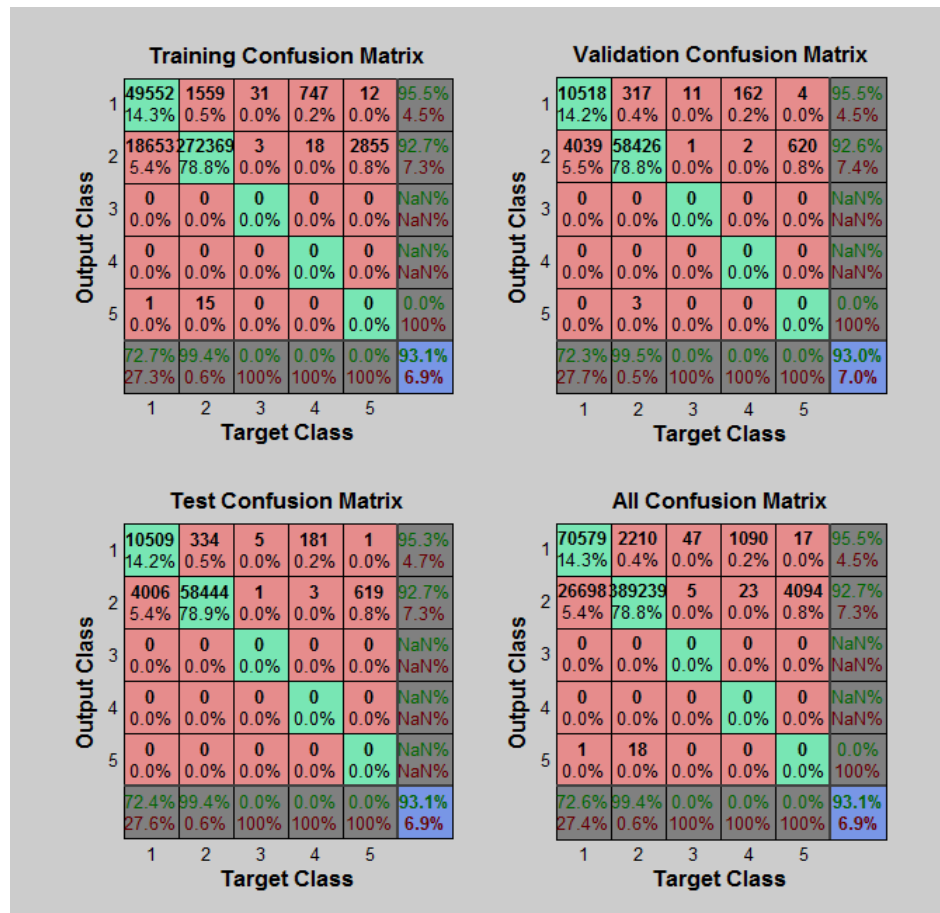 Training Confusion Matrix
49552 1559 31 747 12 95.5%
1 14.3% 0.5% 0.0% 0.2% 0.0% 4.5%
18653 272369 3 18 2855 92.7%
2 5.4% 78.8% 0.0% 0.0% 0.8% 7.3%
0 0 0 0 0 NaN%
3 0.0% 0.0% 0.0% 0.0% 0.0% NaN%
0 0 0 0 0 NaN%
4 0.0% 0.0% 0.0% 0.0% 0.0% NaN%
1 15 0 0 0 0.0%
5 0.0% 0.0% 0.0% 0.0% 0.0% 100%
72.7% 99.4% 0.0% 0.0% 0.0% 93.1%
27.3% 0.6% 100% 100% 100% 6.9%
1 2 3 4 5
Target Class
Output Class
Validation Confusion Matrix
10518 317 11 162 4 95.5%
1 14.2% 0.4% 0.0% 0.2% 0.0% 4.5%
4039 58426 1 2 620 92.6%
2 5.5% 78.8% 0.0% 0.0% 0.8% 7.4%
0 0 0 0 0 NaN%
3 0.0% 0.0% 0.0% 0.0% 0.0% NaN%
0 0 0 0 0 NaN%
4 0.0% 0.0% 0.0% 0.0% 0.0% NaN%
0 3 0 0 0 0.0%
5 0.0% 0.0% 0.0% 0.0% 0.0% 100%
72.3% 99.5% 0.0% 0.0% 0.0% 93.0%
27.7% 0.5% 100% 100% 100% 7.0%
1 2 3 4 5
Target Class
Output Class
Test Confusion Matrix
10509 334 5 181 1 95.3%
1 14.2% 0.5% 0.0% 0.2% 0.0% 4.7%
4006 58444 1 3 619 92.7%
2 5.4% 78.9% 0.0% 0.0% 0.8% 7.3%
0 0 0 0 0 NaN%
3 0.0% 0.0% 0.0% 0.0% 0.0% NaN%
0 0 0 0 0 NaN%
4 0.0% 0.0% 0.0% 0.0% 0.0% NaN%
0 0 0 0 0 NaN%
5 0.0% 0.0% 0.0% 0.0% 0.0% NaN%
72.4% 99.4% 0.0% 0.0% 0.0% 93.1%
27.6% 0.6% 100% 100% 100% 6.9%
1 2 3 4 5
Target Class
Output Class
All Confusion Matrix
70579 2210 47 1090 17 95.5%
1 14.3% 0.4% 0.0% 0.2% 0.0% 4.5%
26698 389239 5 23 4094 92.7%
2 5.4% 78.8% 0.0% 0.0% 0.8% 7.3%
0 0 0 0 0 NaN%
3 0.0% 0.0% 0.0% 0.0% 0.0% NaN%
0 0 0 0 0 NaN%
4 0.0% 0.0% 0.0% 0.0% 0.0% NaN%
1 18 0 0 0 0.0%
5 0.0% 0.0% 0.0% 0.0% 0.0% 100%
72.6% 99.4% 0.0% 0.0% 0.0% 93.1%
27.4% 0.6% 100% 100% 100% 6.9%
1 2 3 4 5
Target Class
Output Class